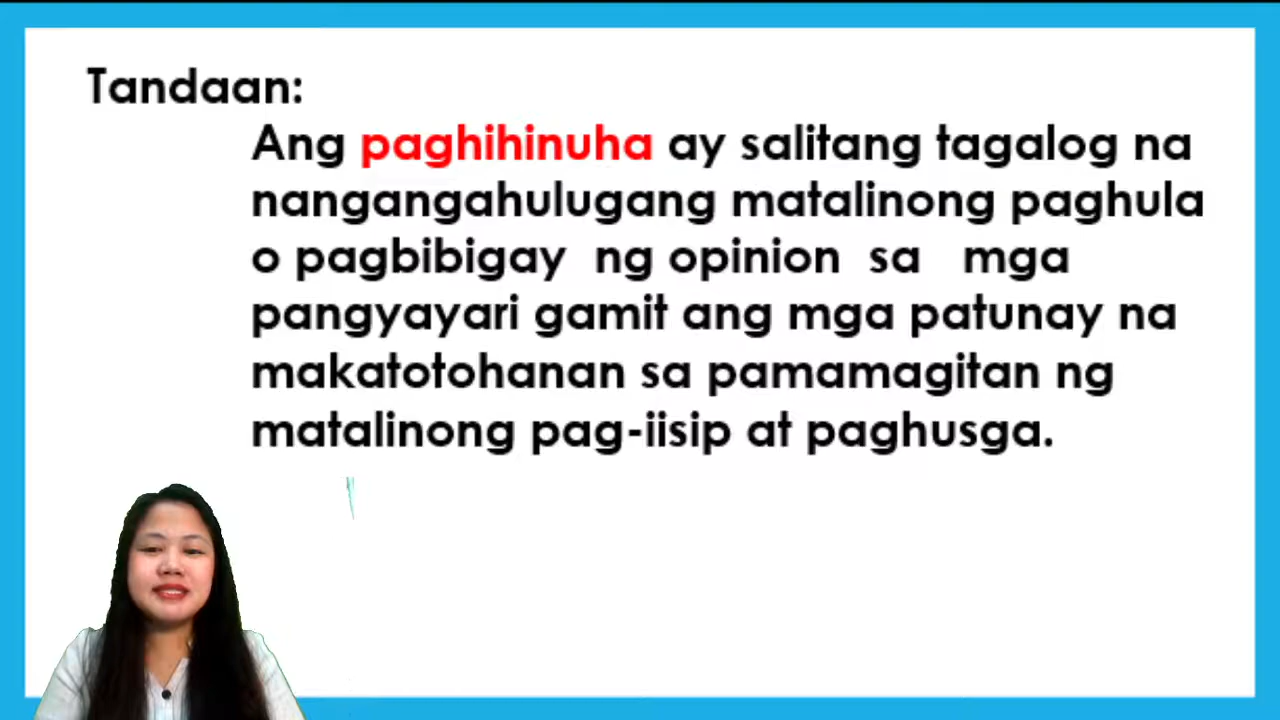 Tandaan:
Ang paghihinuha ay salitang tagalog na
nangangahulugang matalinong paghula
o pagbibigay ng opinion sa mga
pangyayari gamit ang mga patunay na
makatotohanan sa pamamagitan ng
matalinong pag-iisip at paghusga.